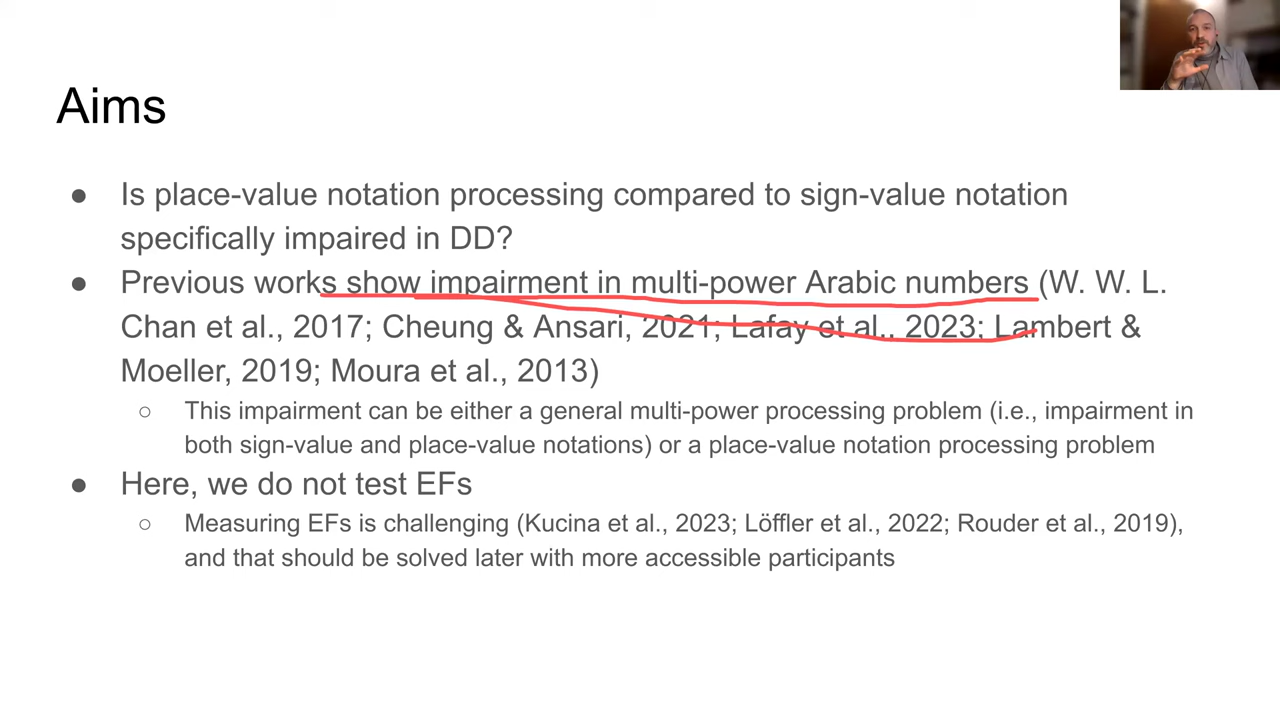 Aims
● Is place-value notation processing compared to sign-value notation
specifically impaired in DD?
● Previous works show impairment in multi-power Arabic numbers (W. W. L.
Chan et al., 2017; Cheung & Ansari, 2021; Lafay et al., 2023; Lambert &
Moeller, 2019; Moura et al., 2013)
○ This impairment can be either a general multi-power processing problem (i.e., impairment in
both sign-value and place-value notations) or a place-value notation processing problem
● Here, we do not test EFs
○ Measuring EFs is challenging (Kucina et al., 2023; Löffler et al., 2022; Rouder et al., 2019),
and that should be solved later with more accessible participants